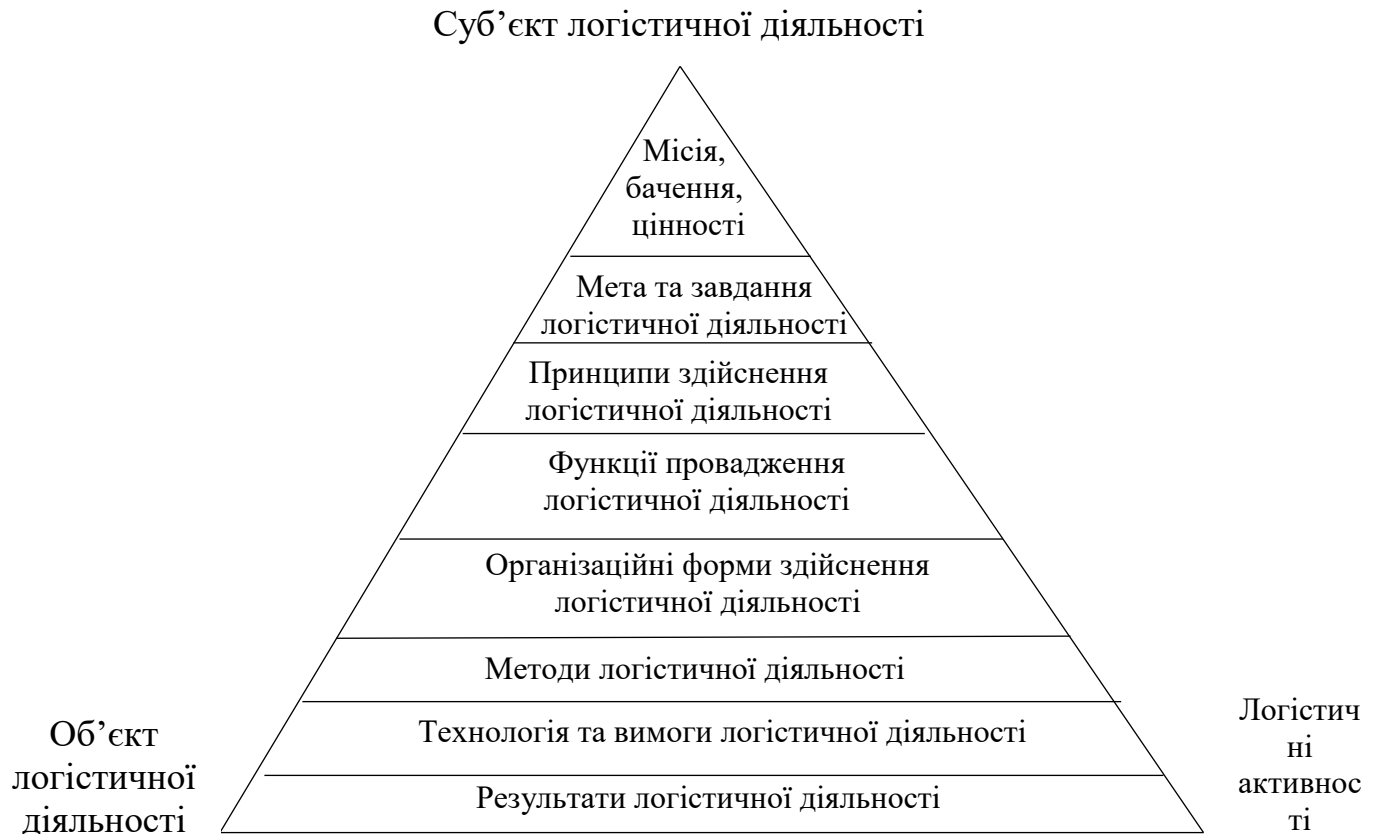 Суб’єкт логістичної діяльності
Місія,
бачення,
цінності
Мета та завдання
логістичної діяльності
Принципи здійснення
логістичної діяльності
Функції провадження
логістичної діяльності
Організаційні форми здійснення
логістичної діяльності
Методи логістичної діяльності
Технологія та вимоги логістичної діяльності
Результати логістичної діяльності
Об’єкт
логістичної
діяльності
Логістич
ні
активнос
ті